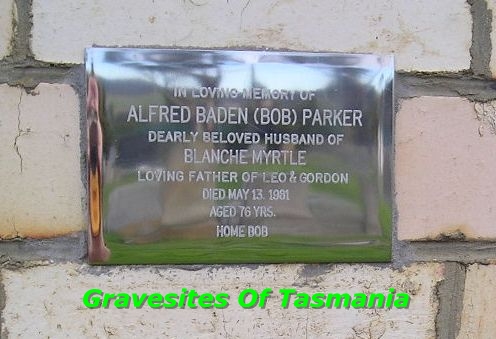 IN LOVING MEMORY OF
ALFRED BADEN (BOB) PARKER
DEARLY BELOVED HUSBAND OF
BLANCHE MYRTLE
LOVING FATHER OF LEO & GORDON
DIED MAY 13. 1981
AGED 76 YRS.
HOME BOB
Gravesites Of Tasmania